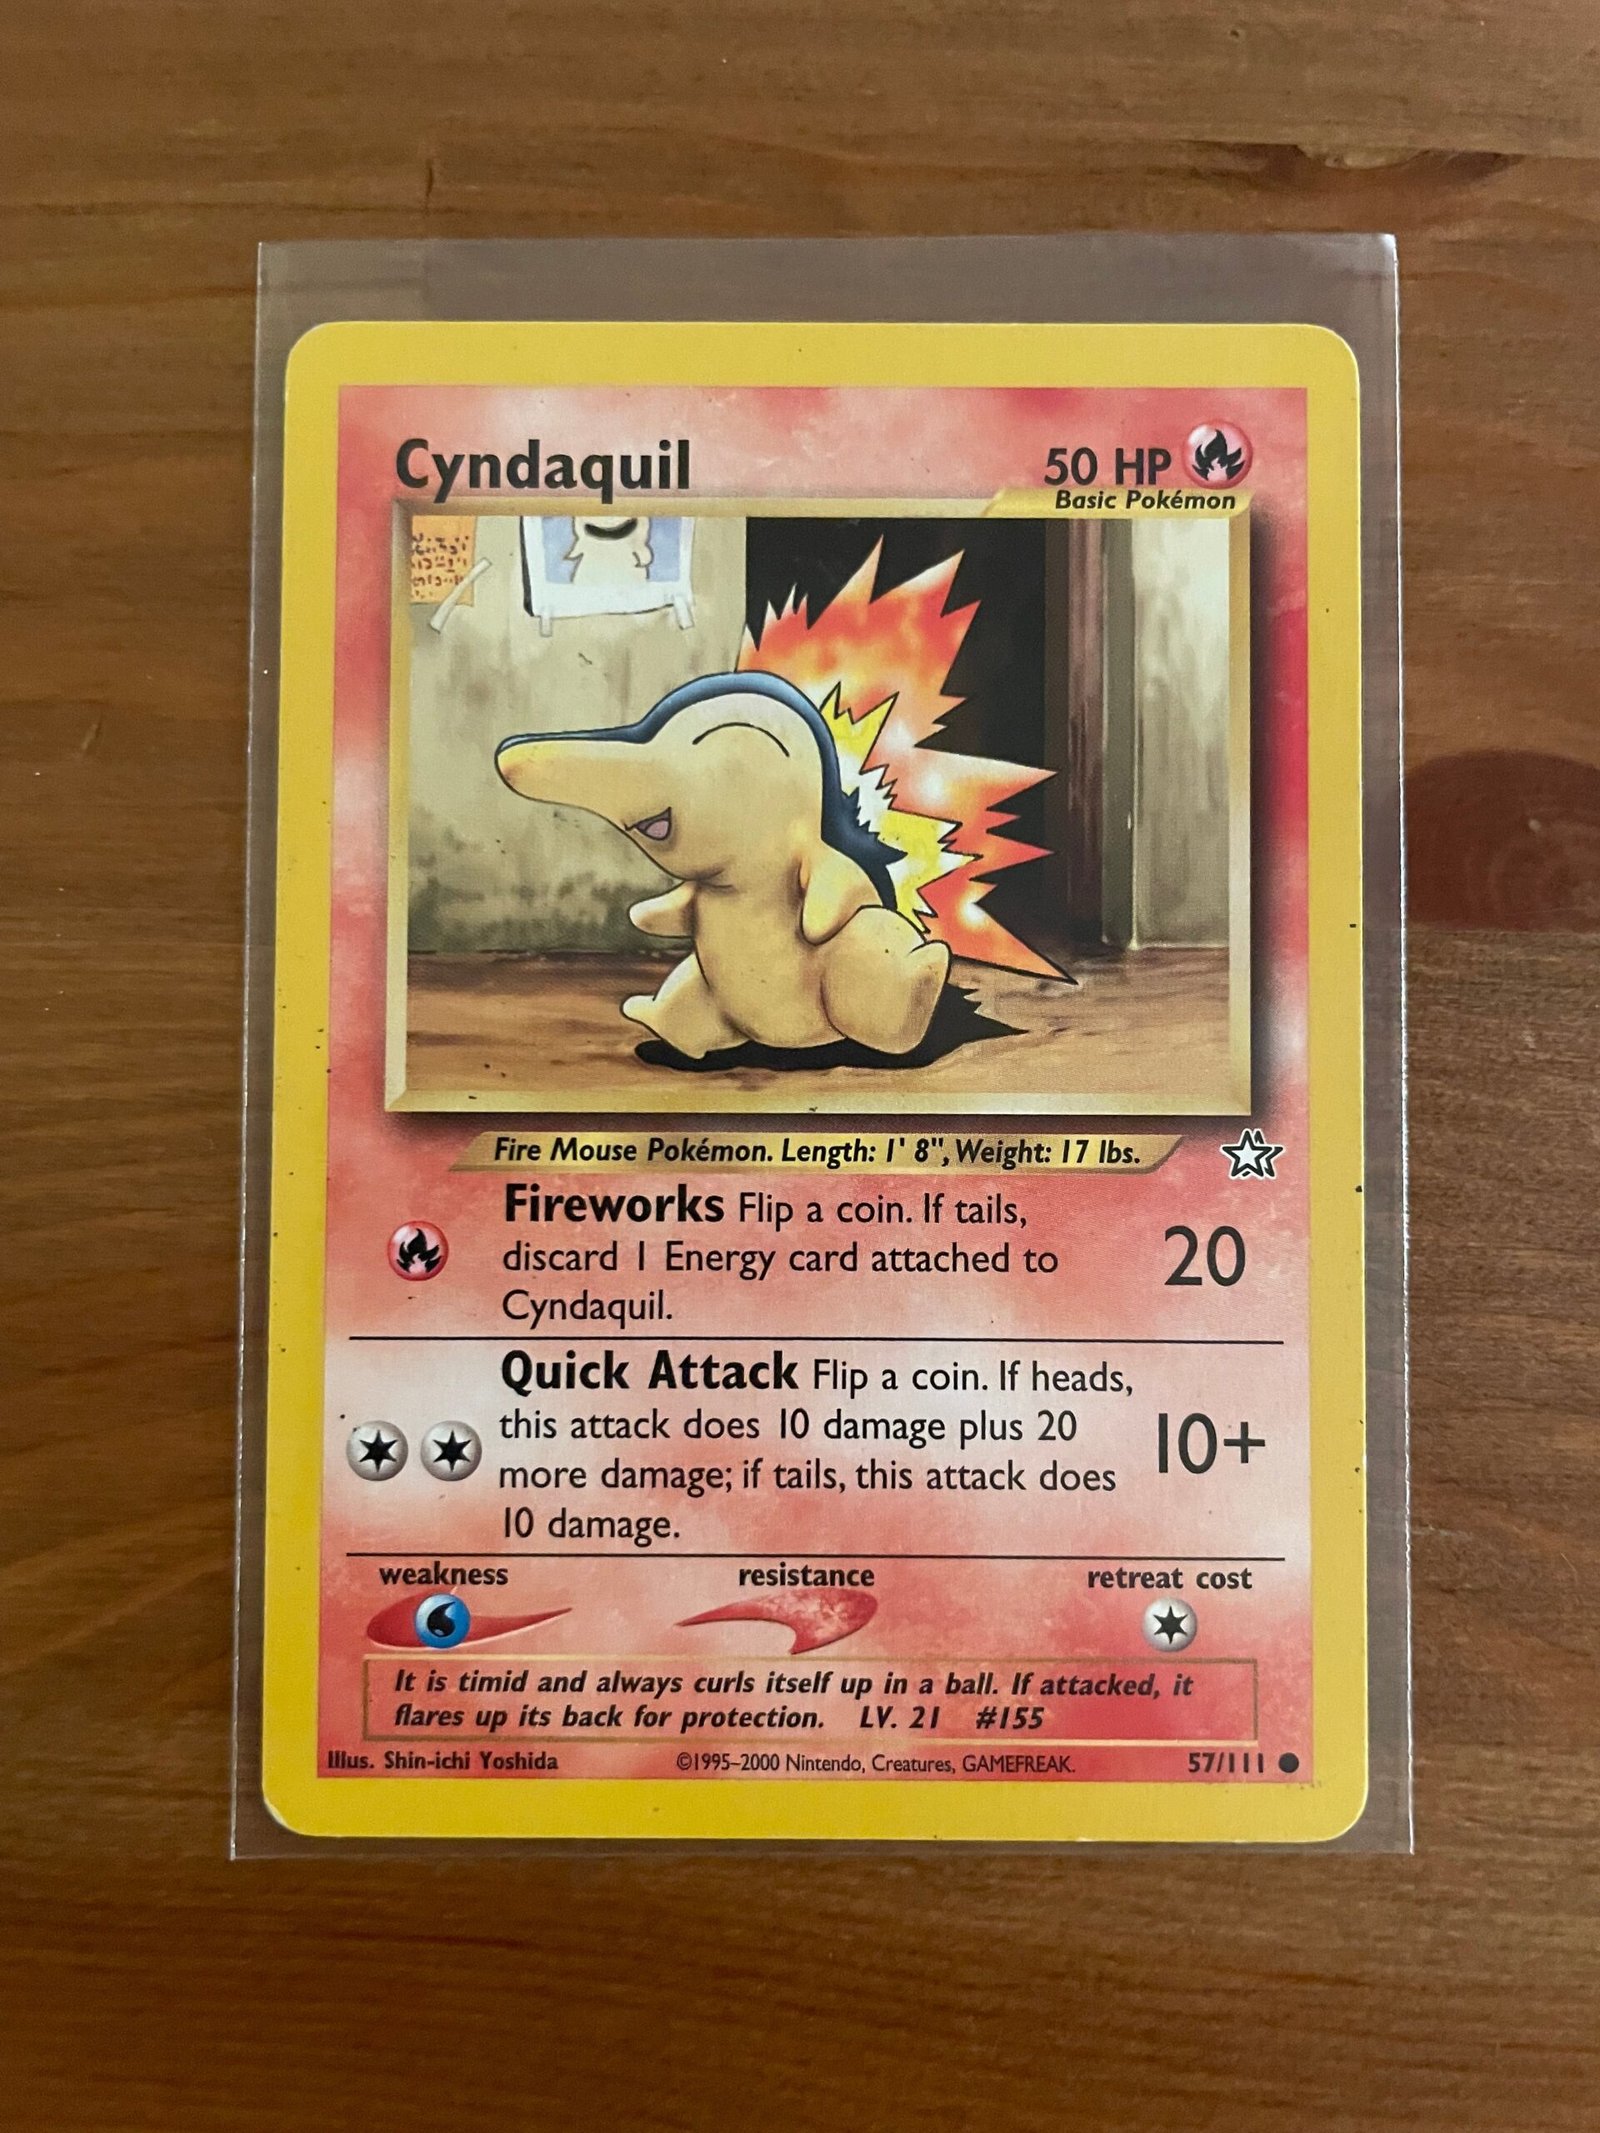 Cyndaquil
50 HP
Basic Pokémon
Fire Mouse Pokémon. Length: 1' 8", Weight: 17 lbs.
Fireworks Flip a coin. If tails,
discard 1 Energy card attached to
Cyndaquil.
20
Quick Attack Flip a coin. If heads,
this attack does 10 damage plus 20
more damage; if tails, this attack does
10 damage.
10+
weakness
resistance
retreat cost
It is timid and always curls itself up in a ball. If attacked, it
flares up its back for protection. LV. 21 #155
Illus. Shin-ichi Yoshida
©1995–2000 Nintendo, Creatures, GAMEFREAK.
57/111